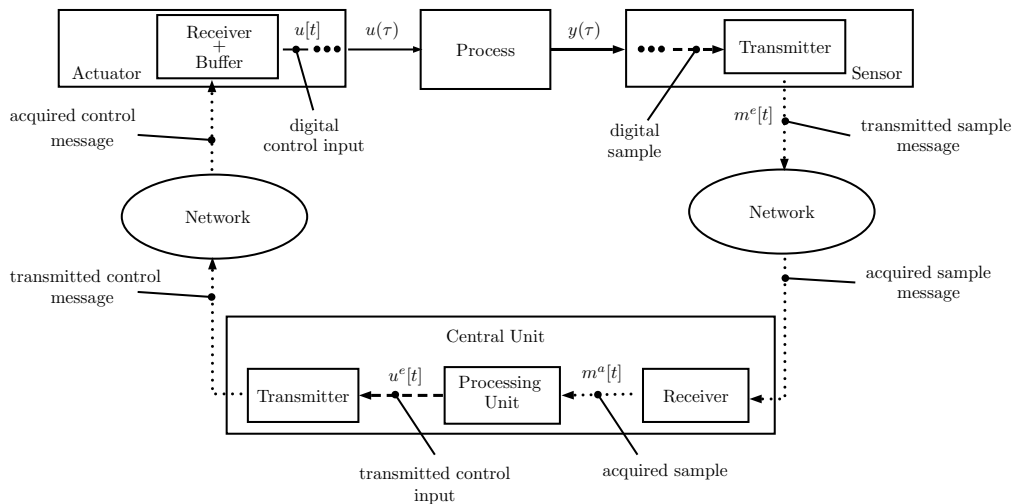 Receiver
+
Buffer
Actuator
u[t]
u(τ)
Process
y(τ)
Transmitter
Sensor
acquired control
message
digital
control input
digital
sample
m^e[t]
transmitted sample
message
Network
Network
transmitted control
message
acquired sample
message
Central Unit
Transmitter
u^e[t]
Processing
Unit
m^a[t]
Receiver
transmitted control
input
acquired sample